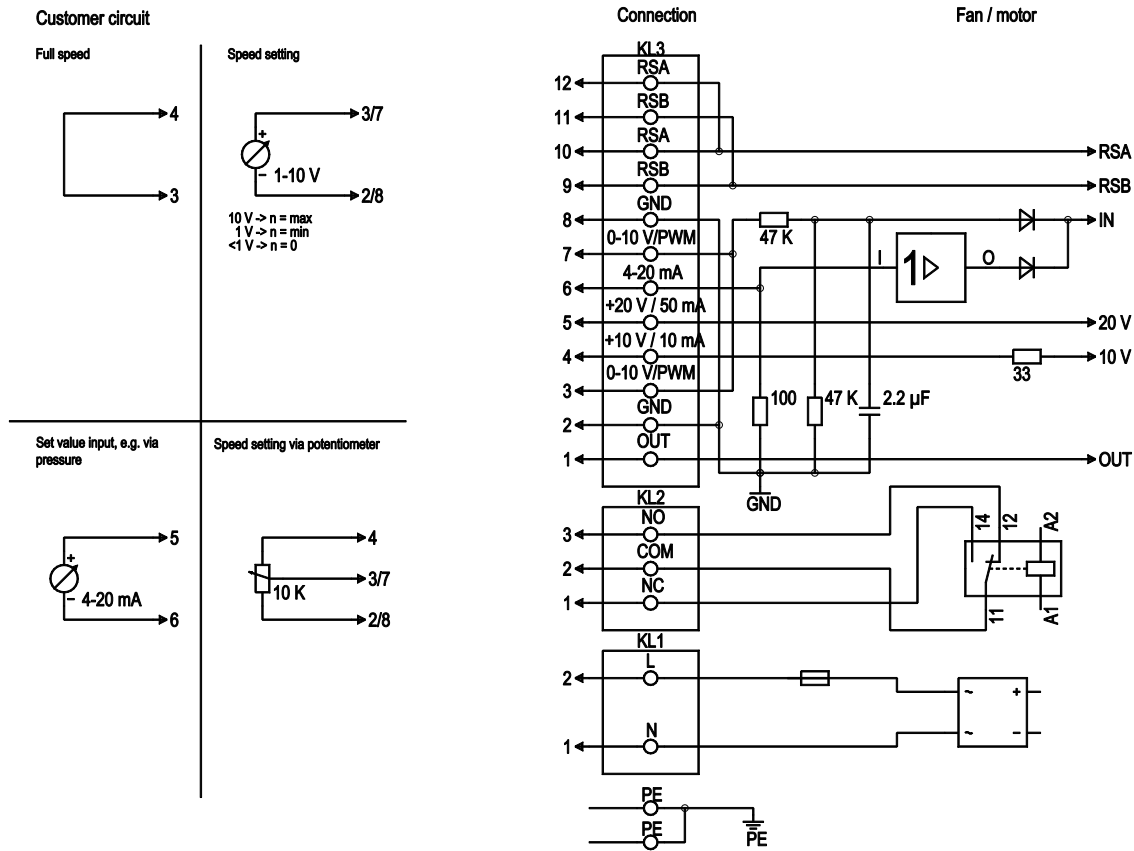 Customer circuit
Full speed
4
3
Speed setting
3/7
+
– 1-10 V
2/8
10 V -> n = max
1 V -> n = min
<1 V -> n = 0
Set value input, e.g. via
pressure
5
+
– 4-20 mA
6
Speed setting via potentiometer
4
3/7
10 K
2/8
Connection
Fan / motor
KL3
RSA
12
RSB
11
RSA
10
RSA
RSB
9
RSB
GND
8
IN
0-10 V/PWM
47 K
7
I
1
O
4-20 mA
6
+20 V / 50 mA
5
20 V
+10 V / 10 mA
4
10 V
33
0-10 V/PWM
3
100
47 K
2.2 µF
GND
2
OUT
1
OUT
GND
KL2
NO
3
COM
2
NC
1
14
12
A2
11
A1
KL1
L
2
~
+
N
1
~
–
PE
PE
PE